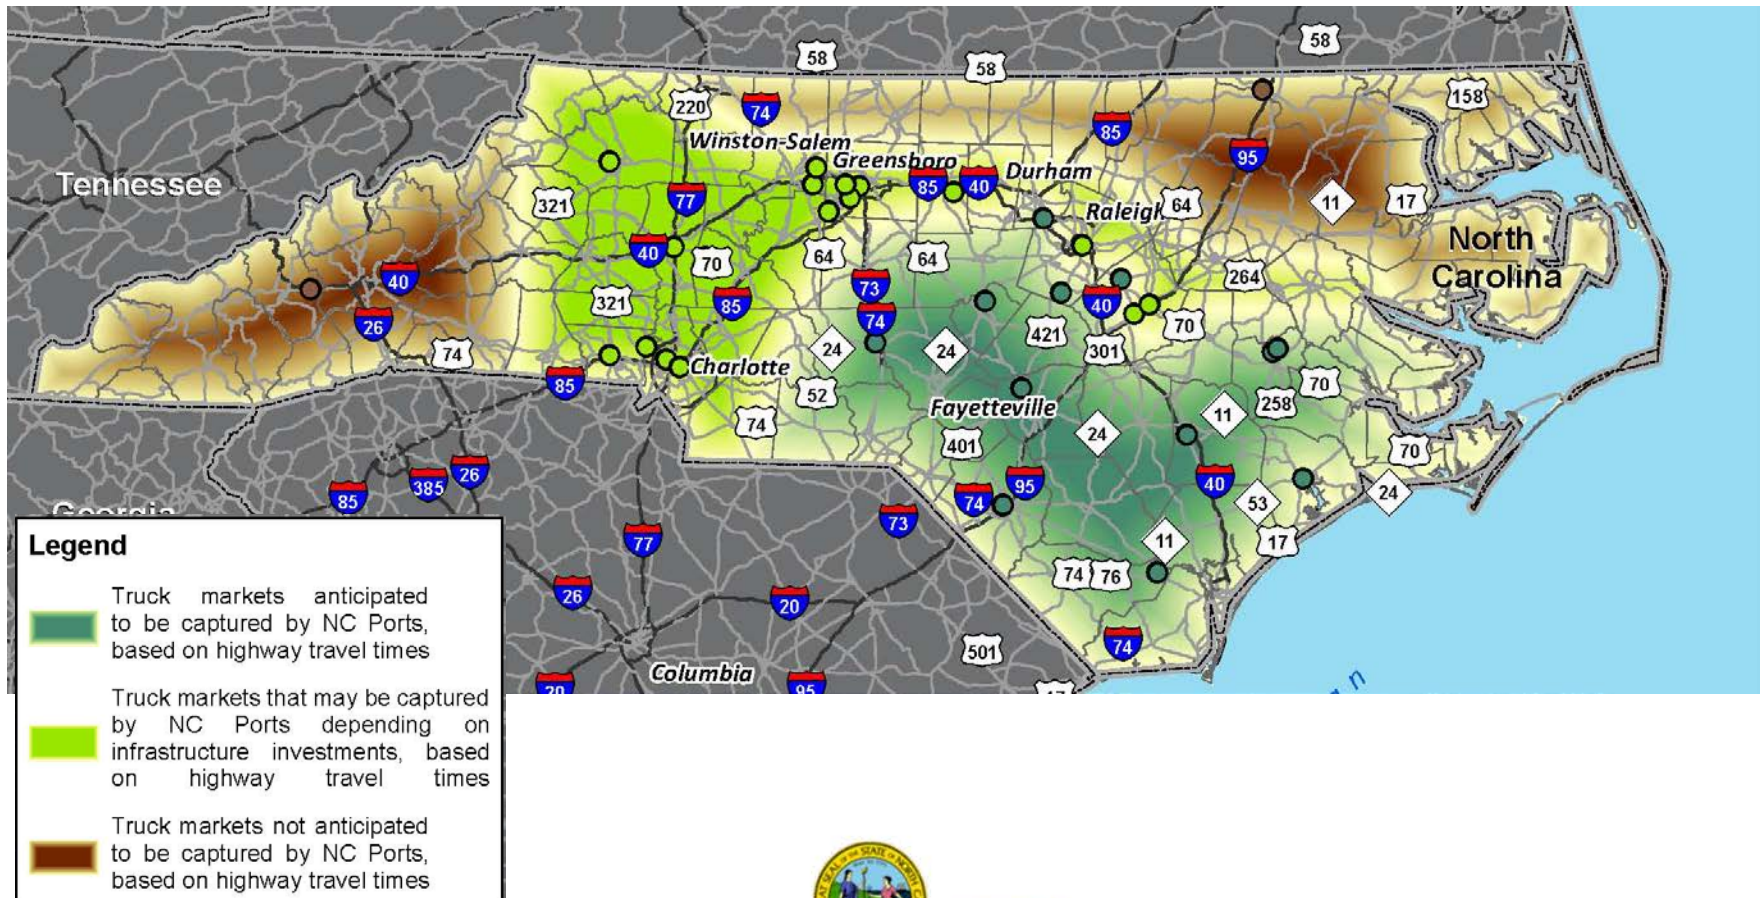 58
58
58
158
220
74
85
Winston-Salem
95
Greensboro
Durham
Tennessee
85
40
77
321
Raleigh
64
11
17
North
Carolina
40
70
64
64
40
264
73
321
85
40
26
74
421
70
24
24
301
74
Charlotte
85
52
70
258
11
Fayetteville
74
24
401
70
26
385
85
95
40
74
53
24
Georgia
73
77
11
17
74
76
26
20
74
501
Columbia
20
95
17
Legend
Truck markets anticipated
to be captured by NC Ports,
based on highway travel times
Truck markets that may be captured
by NC Ports depending on
infrastructure investments, based
on highway travel times
Truck markets not anticipated
to be captured by NC Ports,
based on highway travel times